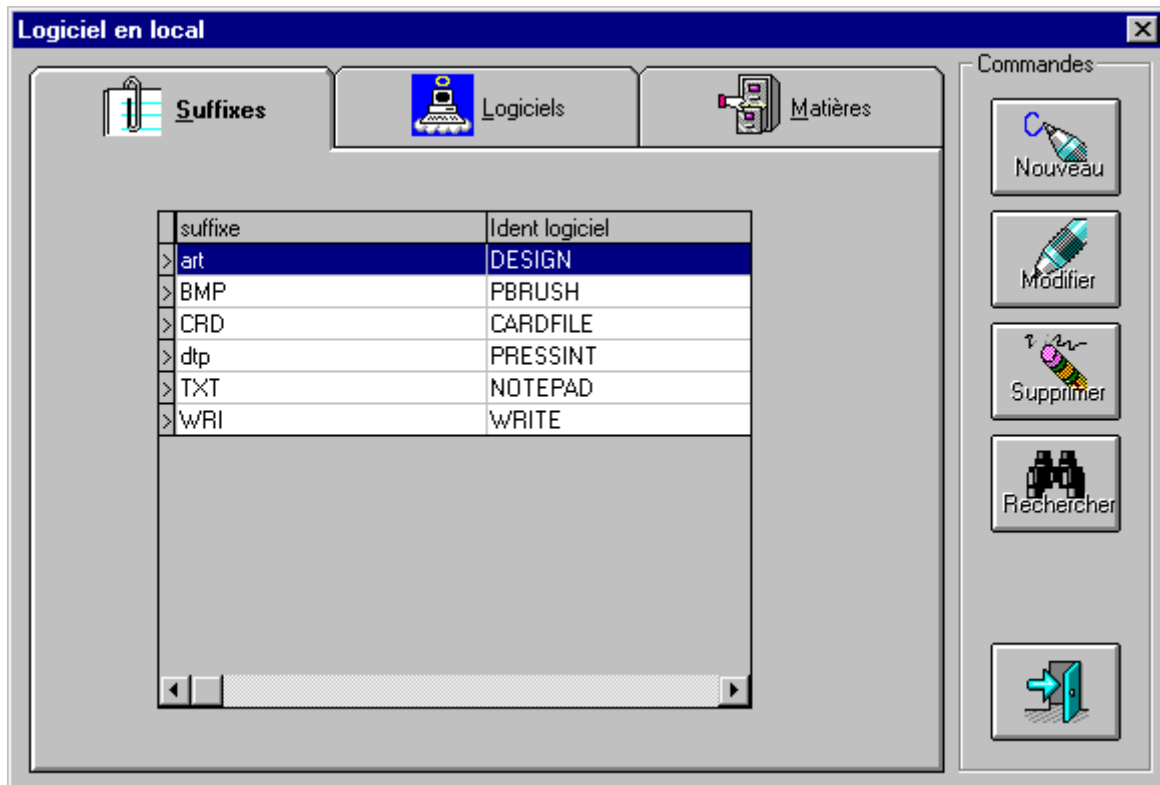 Logiciel en local
Suffixes
Logiciels
Matières
suffixe Ident logiciel
> art DESIGN
> BMP PBRUSH
> CRD CARDFILE
> dtp PRESSINT
> TXT NOTEPAD
> WRI WRITE
Commandes
Nouveau
Modifier
Supprimer
Rechercher